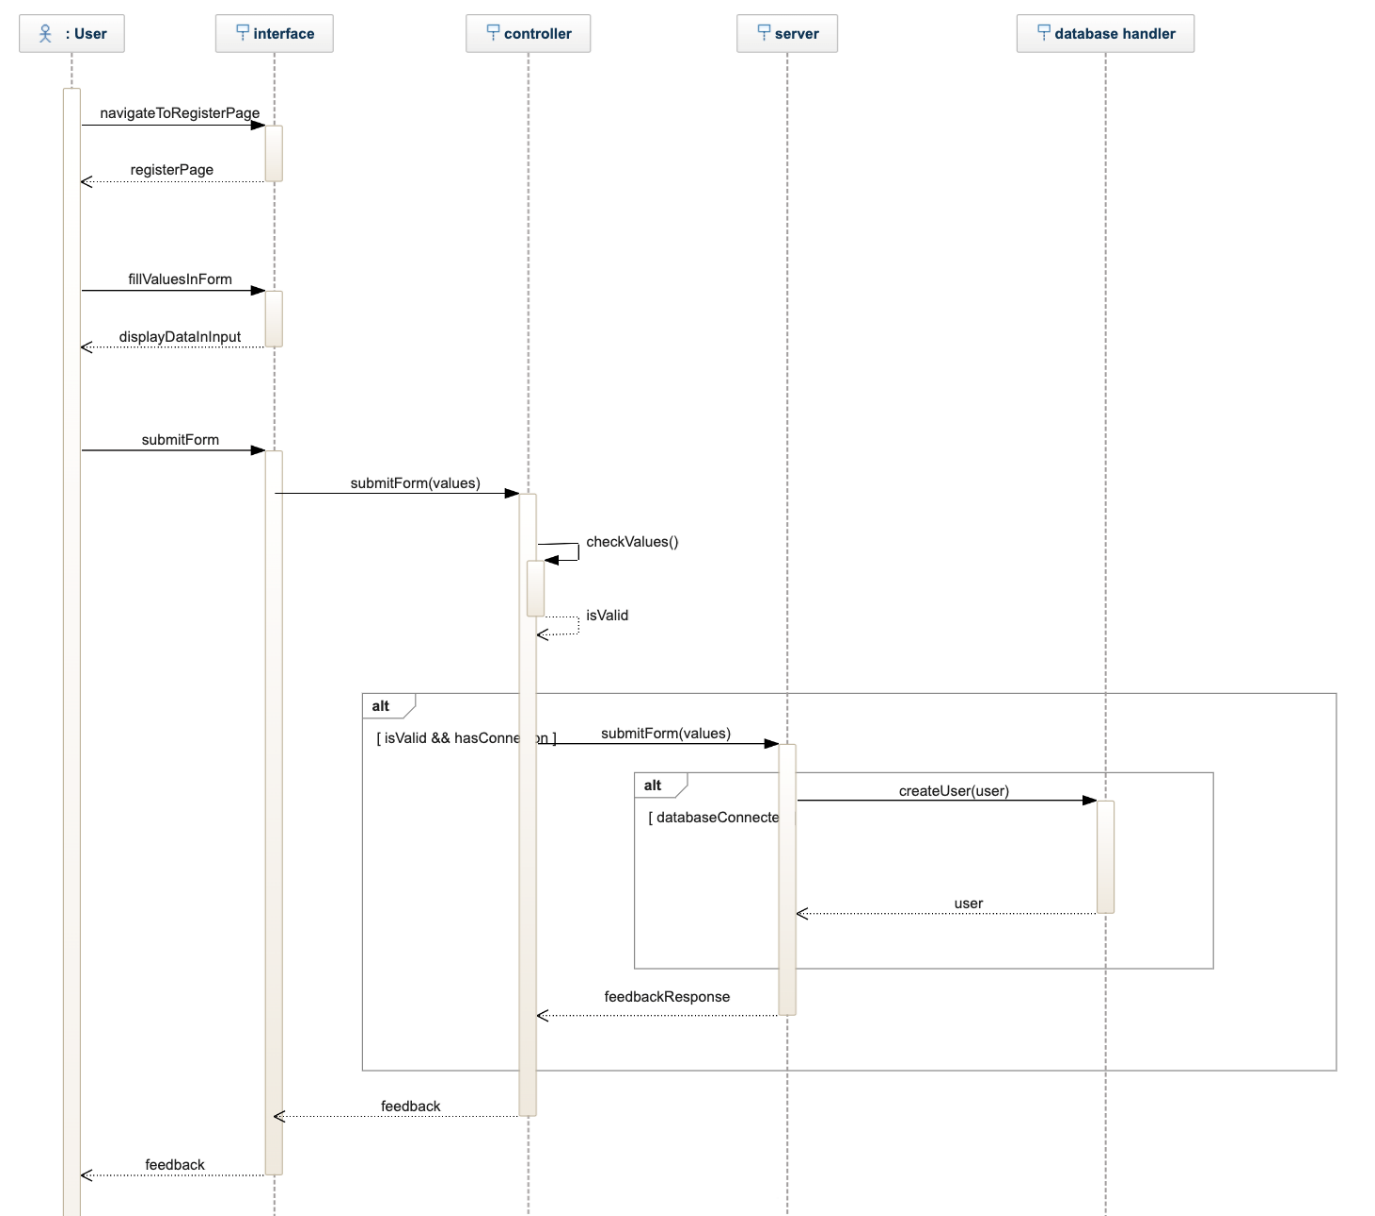 : User
interface
controller
server
database handler
navigateToRegisterPage
registerPage
fillValuesInForm
displayDataInInput
submitForm
submitForm(values)
checkValues()
isValid
alt
[ isValid && hasConne on ]
submitForm(values)
alt
createUser(user)
[ databaseConnecte
user
feedbackResponse
feedback
feedback